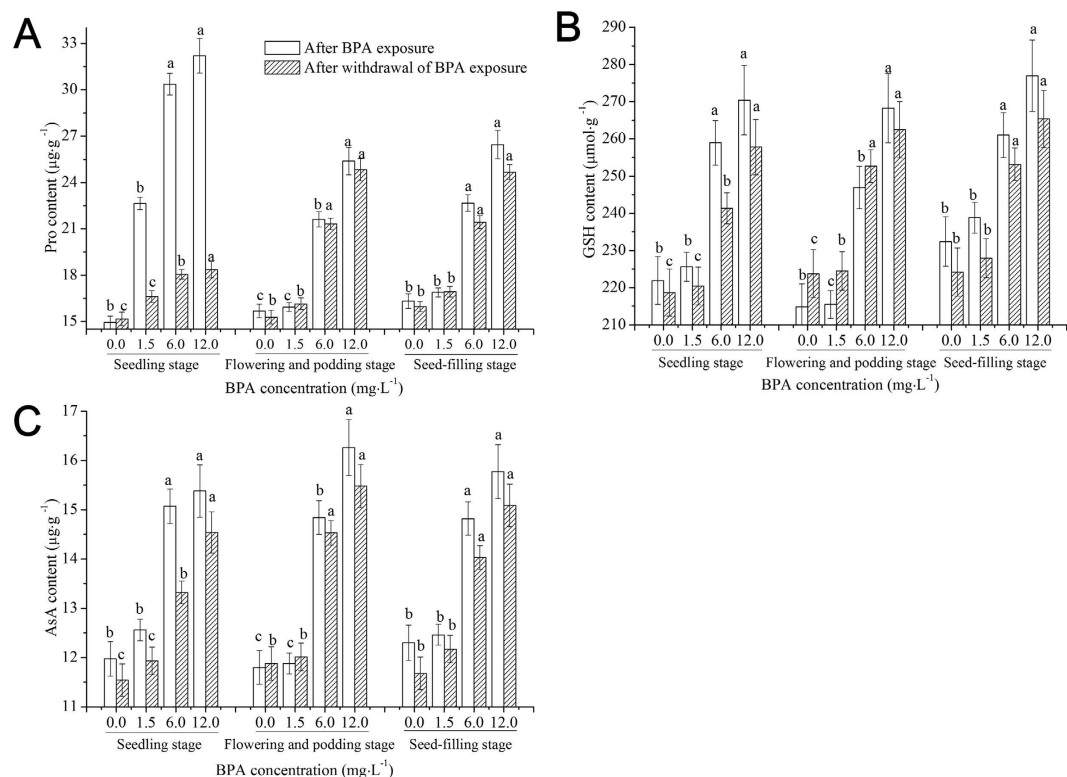 A
33
30
27
24
21
18
15
Pro content (μg·g⁻¹)
After BPA exposure
After withdrawal of BPA exposure
b c b c a b a a
c b c b b a a a
b b b b a a a a
0.0 1.5 6.0 12.0 0.0 1.5 6.0 12.0 0.0 1.5 6.0 12.0
Seedling stage Flowering and podding stage Seed-filling stage
BPA concentration (mg·L⁻¹)
B
290
280
270
260
250
240
230
220
210
GSH content (μmol·g⁻¹)
b c b c a b a a
b c b b b a a a
b b b b a a a a
0.0 1.5 6.0 12.0 0.0 1.5 6.0 12.0 0.0 1.5 6.0 12.0
Seedling stage Flowering and podding stage Seed-filling stage
BPA concentration (mg·L⁻¹)
C
17
16
15
14
13
12
11
AsA content (μg·g⁻¹)
b c b c a b a a
c b c b b a a a
b b b b a a a a
0.0 1.5 6.0 12.0 0.0 1.5 6.0 12.0 0.0 1.5 6.0 12.0
Seedling stage Flowering and podding stage Seed-filling stage
BPA concentration (mg·L⁻¹)